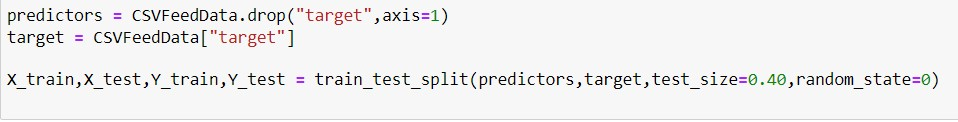 predictors = CSVFeedData.drop("target",axis=1)
target = CSVFeedData["target"]
X_train,X_test,Y_train,Y_test = train_test_split(predictors,target,test_size=0.40,random_state=0)